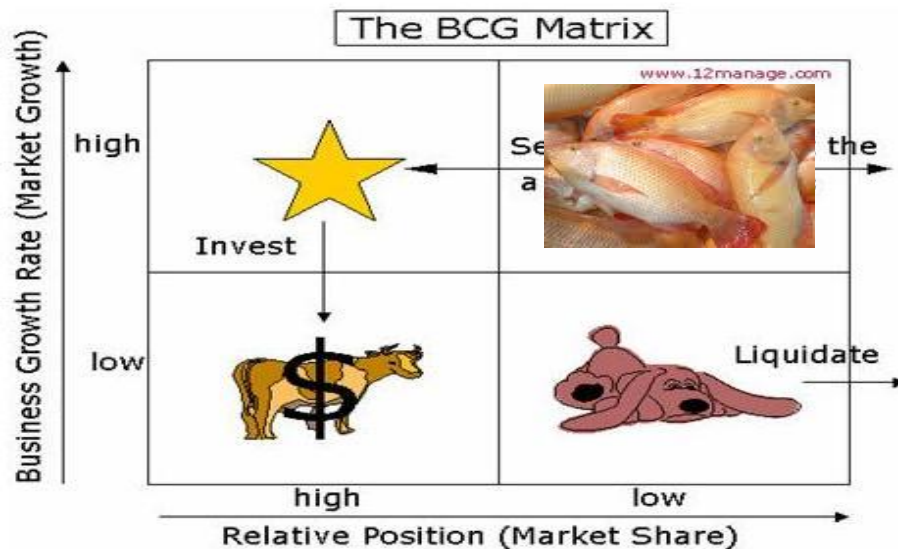 The BCG Matrix
www.12manage.com
Business Growth Rate (Market Growth)
high
Se the
a
Invest
low
$
Liquidate
high low
Relative Position (Market Share)